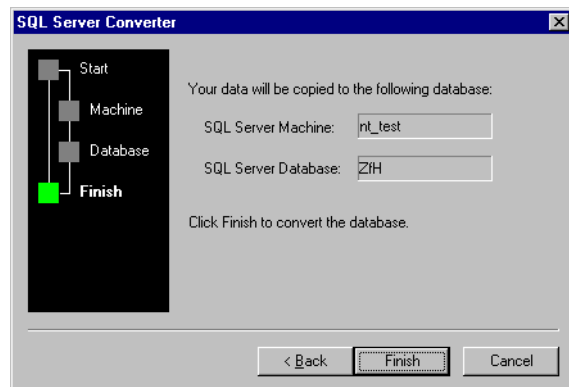 SQL Server Converter
Start
Machine
Database
Finish
Your data will be copied to the following database:
SQL Server Machine: nt_test
SQL Server Database: ZfH
Click Finish to convert the database.
< Back Finish Cancel